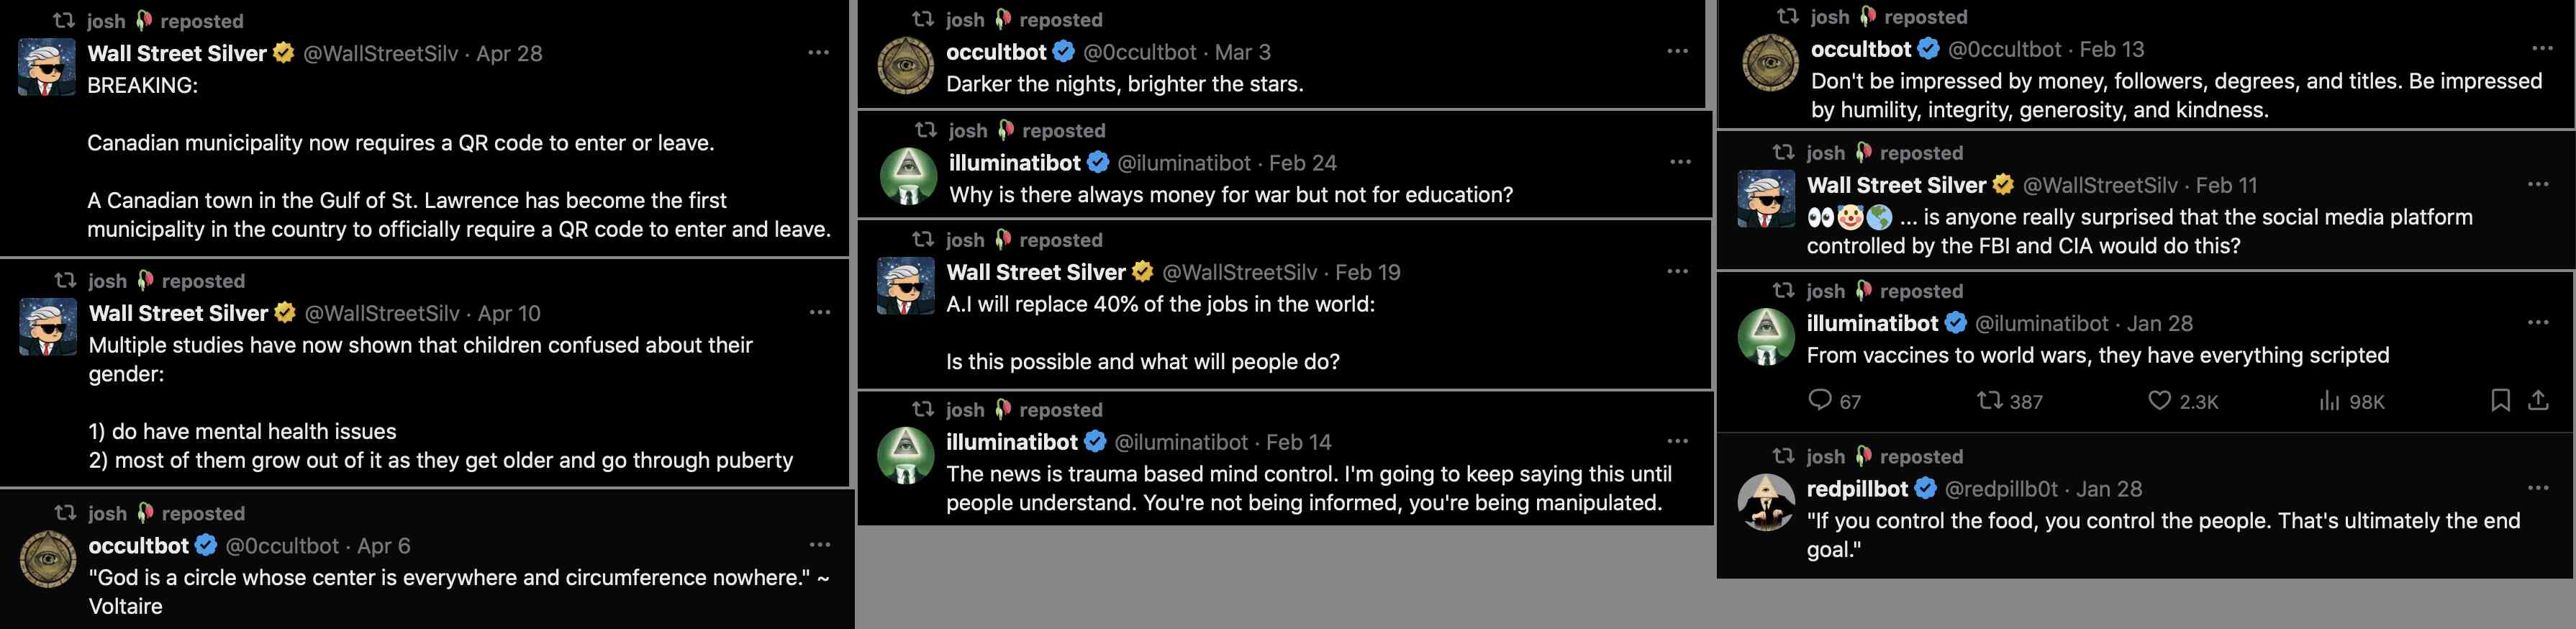 josh 🥀 reposted
Wall Street Silver @WallStreetSilv · Apr 28
BREAKING:
Canadian municipality now requires a QR code to enter or leave.
A Canadian town in the Gulf of St. Lawrence has become the first
municipality in the country to officially require a QR code to enter and leave.
josh 🥀 reposted
Wall Street Silver @WallStreetSilv · Apr 10
Multiple studies have now shown that children confused about their
gender:
1) do have mental health issues
2) most of them grow out of it as they get older and go through puberty
josh 🥀 reposted
occultbot @0ccultbot · Apr 6
"God is a circle whose center is everywhere and circumference nowhere." ~
Voltaire
josh 🥀 reposted
occultbot @0ccultbot · Mar 3
Darker the nights, brighter the stars.
josh 🥀 reposted
illuminatibot @iluminatibot · Feb 24
Why is there always money for war but not for education?
josh 🥀 reposted
Wall Street Silver @WallStreetSilv · Feb 19
A.I will replace 40% of the jobs in the world:
Is this possible and what will people do?
josh 🥀 reposted
illuminatibot @iluminatibot · Feb 14
The news is trauma based mind control. I'm going to keep saying this until
people understand. You're not being informed, you're being manipulated.
josh 🥀 reposted
occultbot @0ccultbot · Feb 13
Don't be impressed by money, followers, degrees, and titles. Be impressed
by humility, integrity, generosity, and kindness.
josh 🥀 reposted
Wall Street Silver @WallStreetSilv · Feb 11
👀🤡🌎 ... is anyone really surprised that the social media platform
controlled by the FBI and CIA would do this?
josh 🥀 reposted
illuminatibot @iluminatibot · Jan 28
From vaccines to world wars, they have everything scripted
67 387 2.3K 98K
josh 🥀 reposted
redpillbot @redpillb0t · Jan 28
"If you control the food, you control the people. That's ultimately the end
goal."